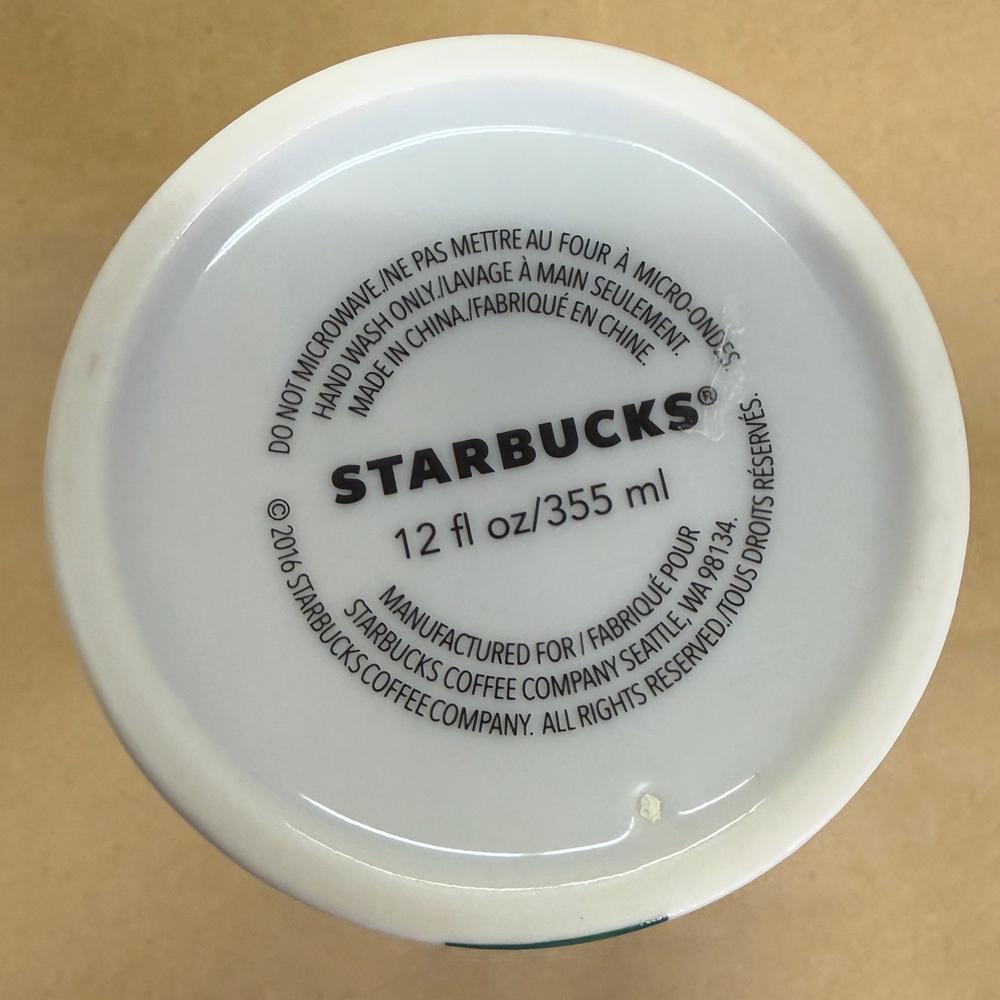 DO NOT MICROWAVE./NE PAS METTRE AU FOUR À MICRO-ONDES.
HAND WASH ONLY./LAVAGE À MAIN SEULEMENT.
MADE IN CHINA./FABRIQUÉ EN CHINE.
STARBUCKS®
12 fl oz/355 ml
MANUFACTURED FOR / FABRIQUÉ POUR
STARBUCKS COFFEE COMPANY SEATTLE, WA 98134.
© 2016 STARBUCKS COFFEE COMPANY. ALL RIGHTS RESERVED./TOUS DROITS RÉSERVÉS.